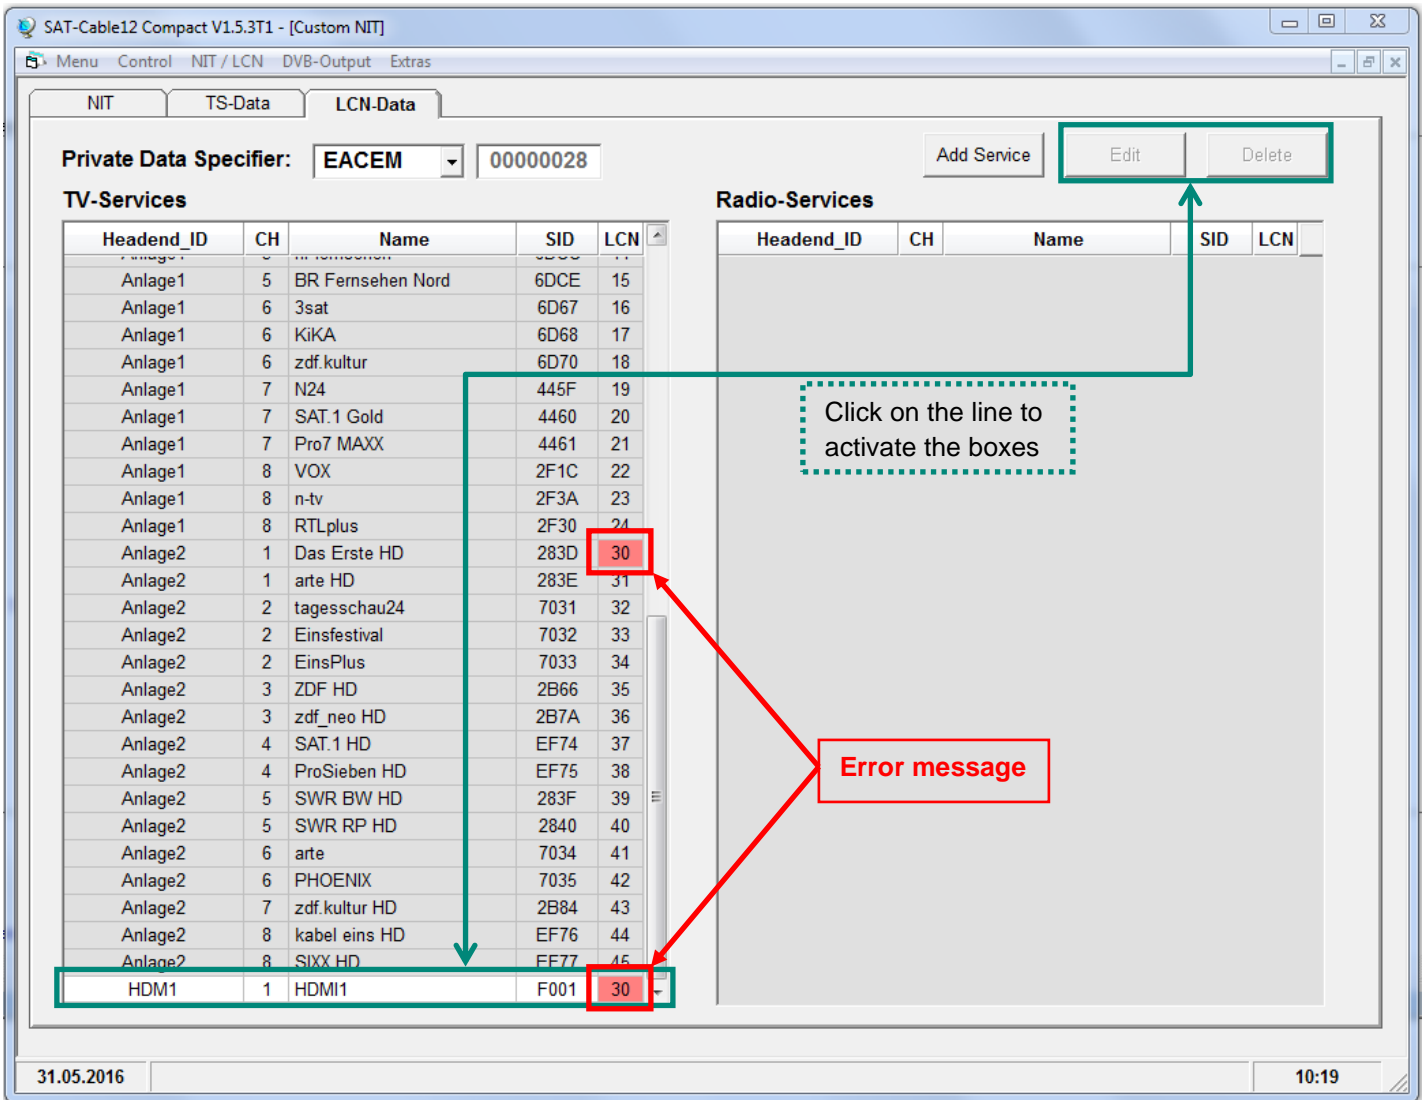 SAT-Cable12 Compact V1.5.3T1 - [Custom NIT]
Menu Control NIT / LCN DVB-Output Extras
NIT TS-Data LCN-Data
Private Data Specifier: EACEM 00000028 Add Service Edit Delete
TV-Services Radio-Services
Headend_ID CH Name SID LCN Headend_ID CH Name SID LCN
Anlage1 5 BR Fernsehen Nord 6DCE 15
Anlage1 6 3sat 6D67 16
Anlage1 6 KiKA 6D68 17
Anlage1 6 zdf.kultur 6D70 18
Anlage1 7 N24 445F 19
Anlage1 7 SAT.1 Gold 4460 20
Anlage1 7 Pro7 MAXX 4461 21
Anlage1 8 VOX 2F1C 22
Anlage1 8 n-tv 2F3A 23
Anlage1 8 RTLplus 2F30 24
Anlage2 1 Das Erste HD 283D 30
Anlage2 1 arte HD 283E 31
Anlage2 2 tagesschau24 7031 32
Anlage2 2 Einsfestival 7032 33
Anlage2 2 EinsPlus 7033 34
Anlage2 3 ZDF HD 2B66 35
Anlage2 3 zdf_neo HD 2B7A 36
Anlage2 4 SAT.1 HD EF74 37
Anlage2 4 ProSieben HD EF75 38
Anlage2 5 SWR BW HD 283F 39
Anlage2 5 SWR RP HD 2840 40
Anlage2 6 arte 7034 41
Anlage2 6 PHOENIX 7035 42
Anlage2 7 zdf.kultur HD 2B84 43
Anlage2 8 kabel eins HD EF76 44
Anlage2 8 SIXX HD EF77 45
HDM1 1 HDMI1 F001 30
Click on the line to
activate the boxes
Error message
31.05.2016 10:19